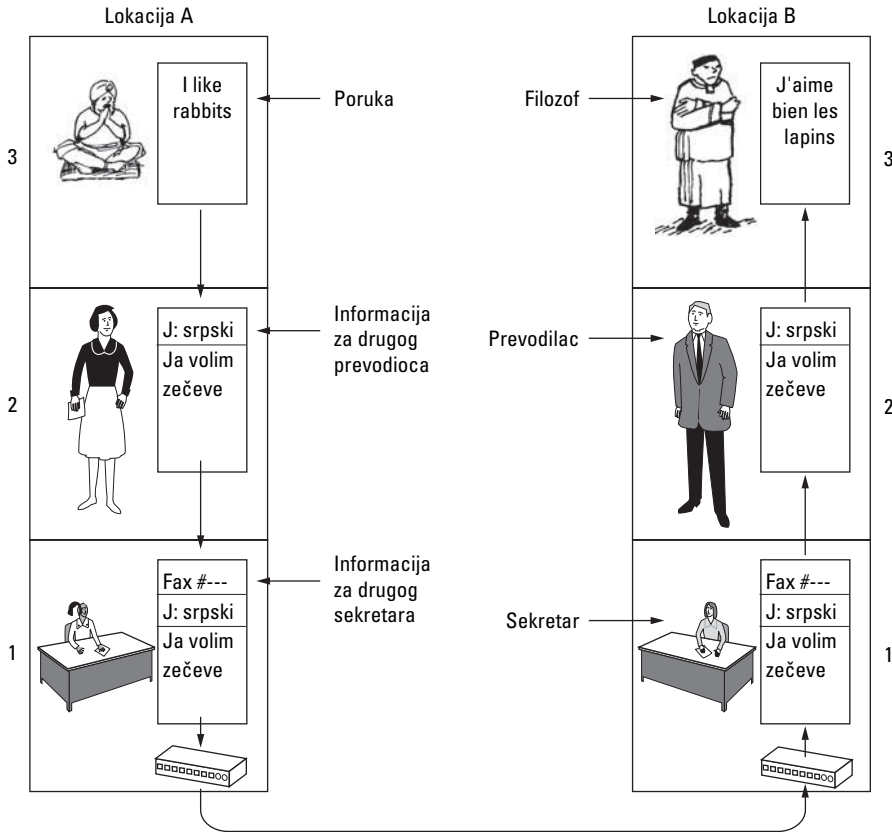 Lokacija A
Lokacija B
I like
rabbits
Poruka
Filozof
J'aime
bien les
lapins
3
3
J: srpski
Ja volim
zečeve
Informacija
za drugog
prevodioca
Prevodilac
J: srpski
Ja volim
zečeve
2
2
Fax #---
J: srpski
Ja volim
zečeve
Informacija
za drugog
sekretara
Sekretar
Fax #---
J: srpski
Ja volim
zečeve
1
1